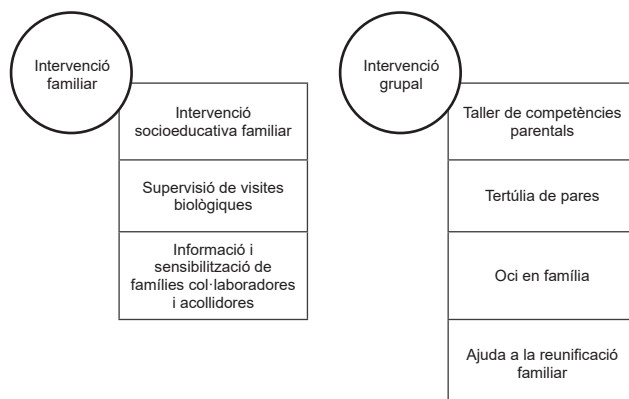 Intervenció
familiar
Intervenció
socioeducativa familiar
Supervisió de visites
biològiques
Informació i
sensibilització de
famílies col·laboradores
i acollidores
Intervenció
grupal
Taller de competències
parentals
Tertúlia de pares
Oci en família
Ajuda a la reunificació
familiar